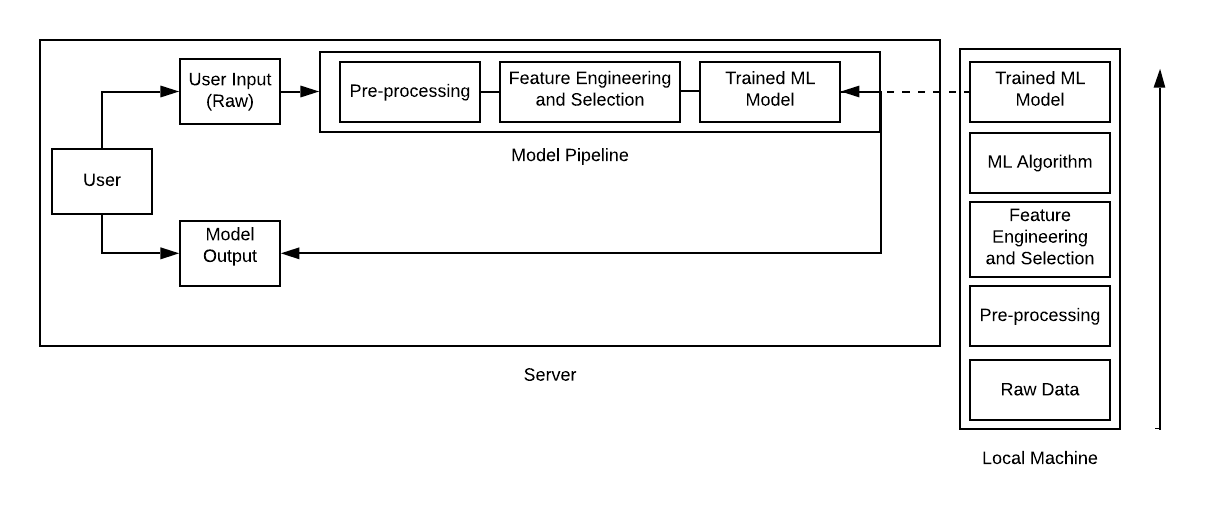 User Input
(Raw)
Pre-processing
Feature Engineering
and Selection
Trained ML
Model
Model Pipeline
User
Model
Output
Server
Trained ML
Model
ML Algorithm
Feature
Engineering
and Selection
Pre-processing
Raw Data
Local Machine